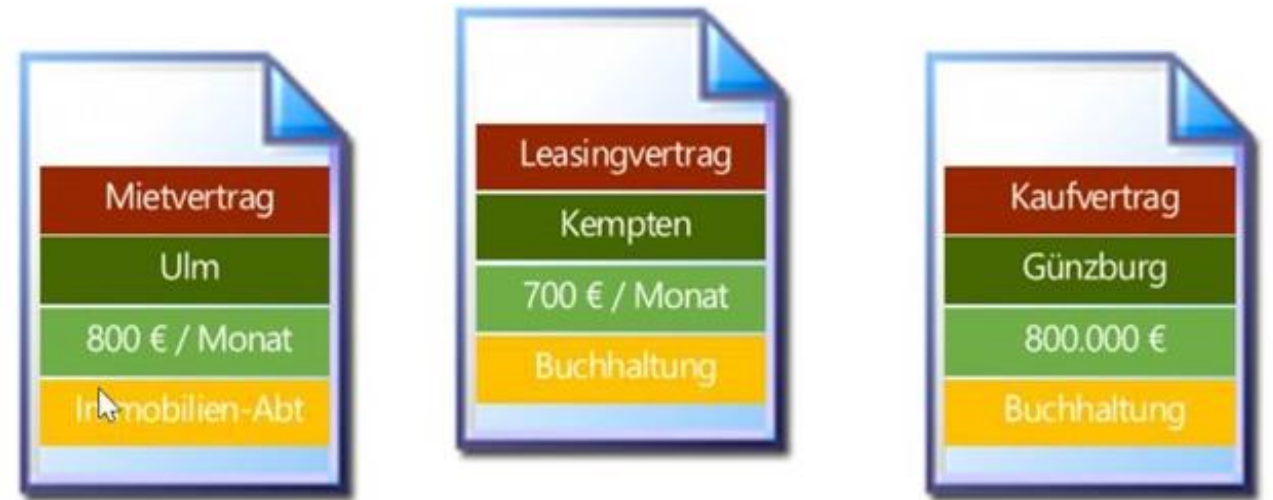 Mietvertrag
Ulm
800 € / Monat
Immobilien-Abt
Leasingvertrag
Kempten
700 € / Monat
Buchhaltung
Kaufvertrag
Günzburg
800.000 €
Buchhaltung